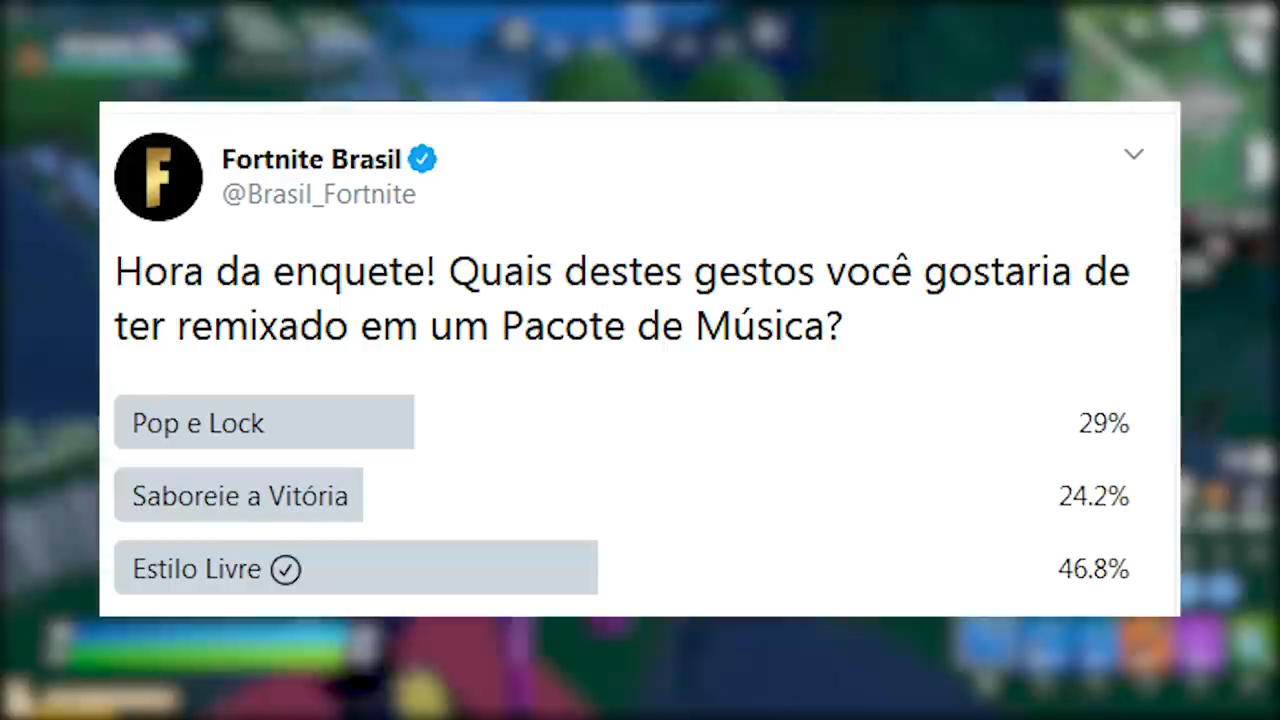 Fortnite Brasil
@Brasil_Fortnite
Hora da enquete! Quais destes gestos você gostaria de
ter remixado em um Pacote de Música?
Pop e Lock 29%
Saboreie a Vitória 24.2%
Estilo Livre 46.8%